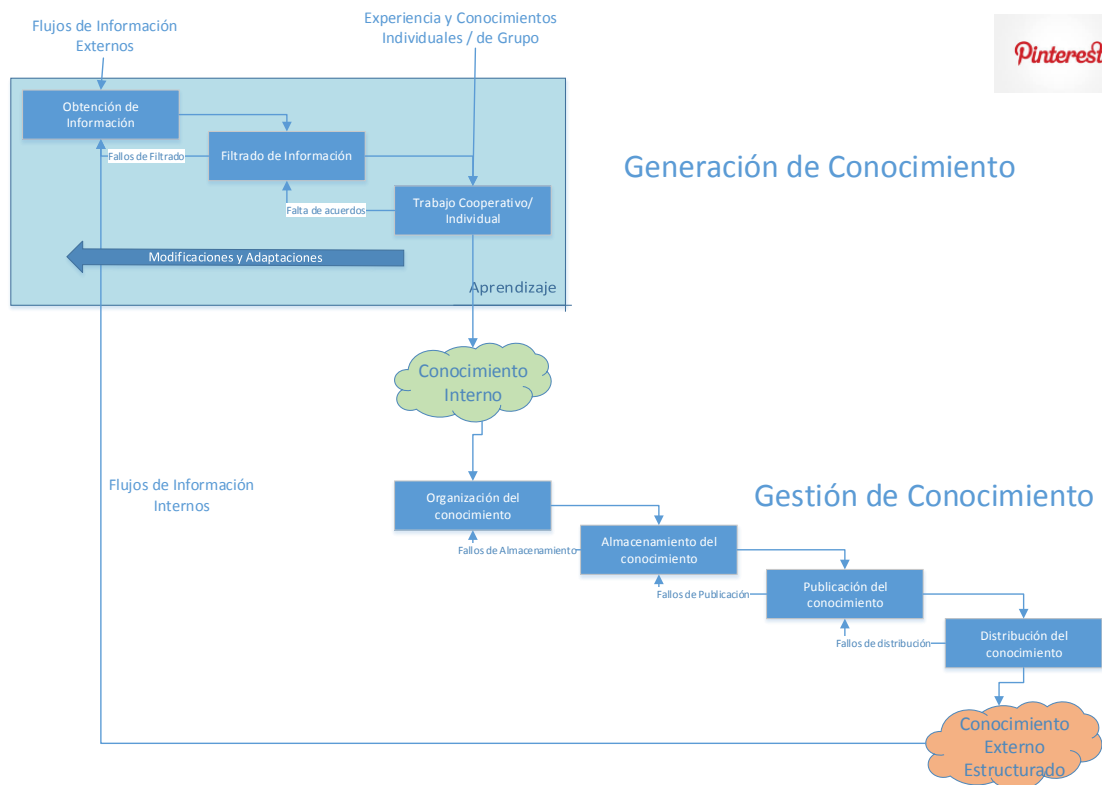 Flujos de Información
Externos
Experiencia y Conocimientos
Individuales / de Grupo
Pinterest
Obtención de
Información
Fallos de Filtrado
Filtrado de Información
Generación de Conocimiento
Falta de acuerdos
Trabajo Cooperativo/
Individual
Modificaciones y Adaptaciones
Aprendizaje
Conocimiento
Interno
Flujos de Información
Internos
Gestión de Conocimiento
Organización del
conocimiento
Fallos de Almacenamiento
Almacenamiento del
conocimiento
Fallos de Publicación
Publicación del
conocimiento
Fallos de distribución
Distribución del
conocimiento
Conocimiento
Externo
Estructurado